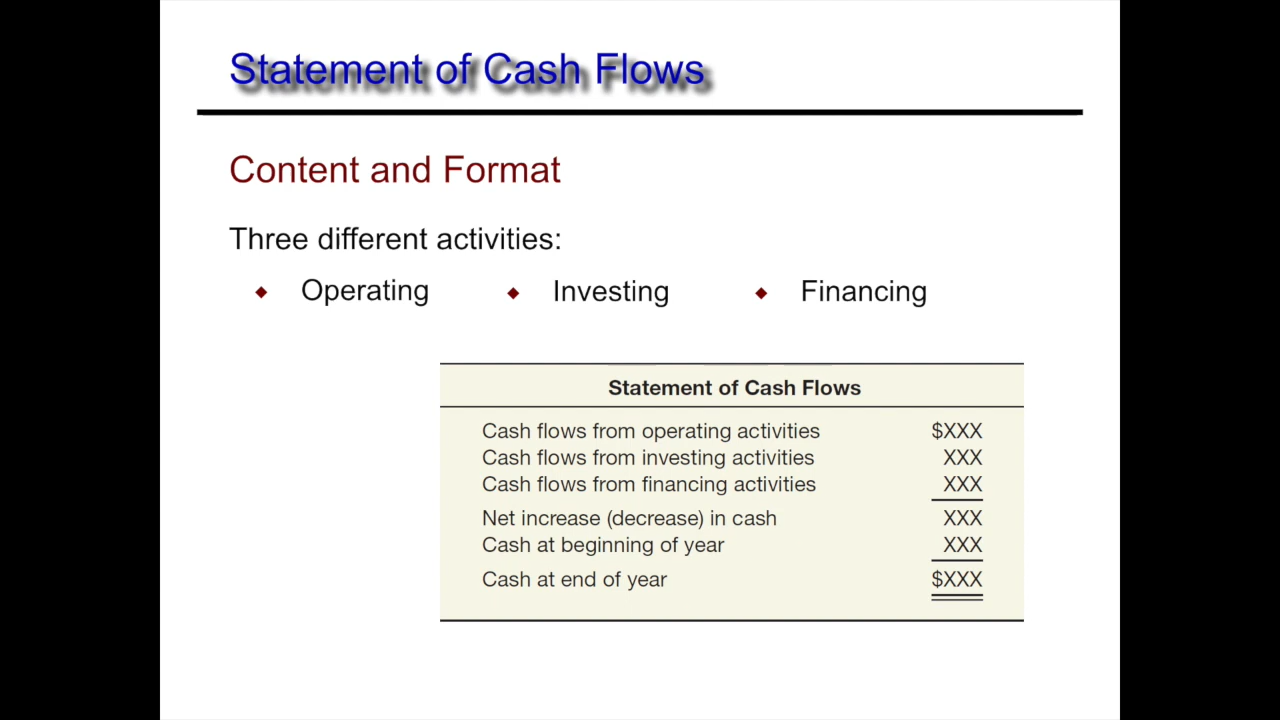 Statement of Cash Flows
Content and Format
Three different activities:
Operating Investing Financing
Statement of Cash Flows
Cash flows from operating activities $XXX
Cash flows from investing activities XXX
Cash flows from financing activities XXX
Net increase (decrease) in cash XXX
Cash at beginning of year XXX
Cash at end of year $XXX